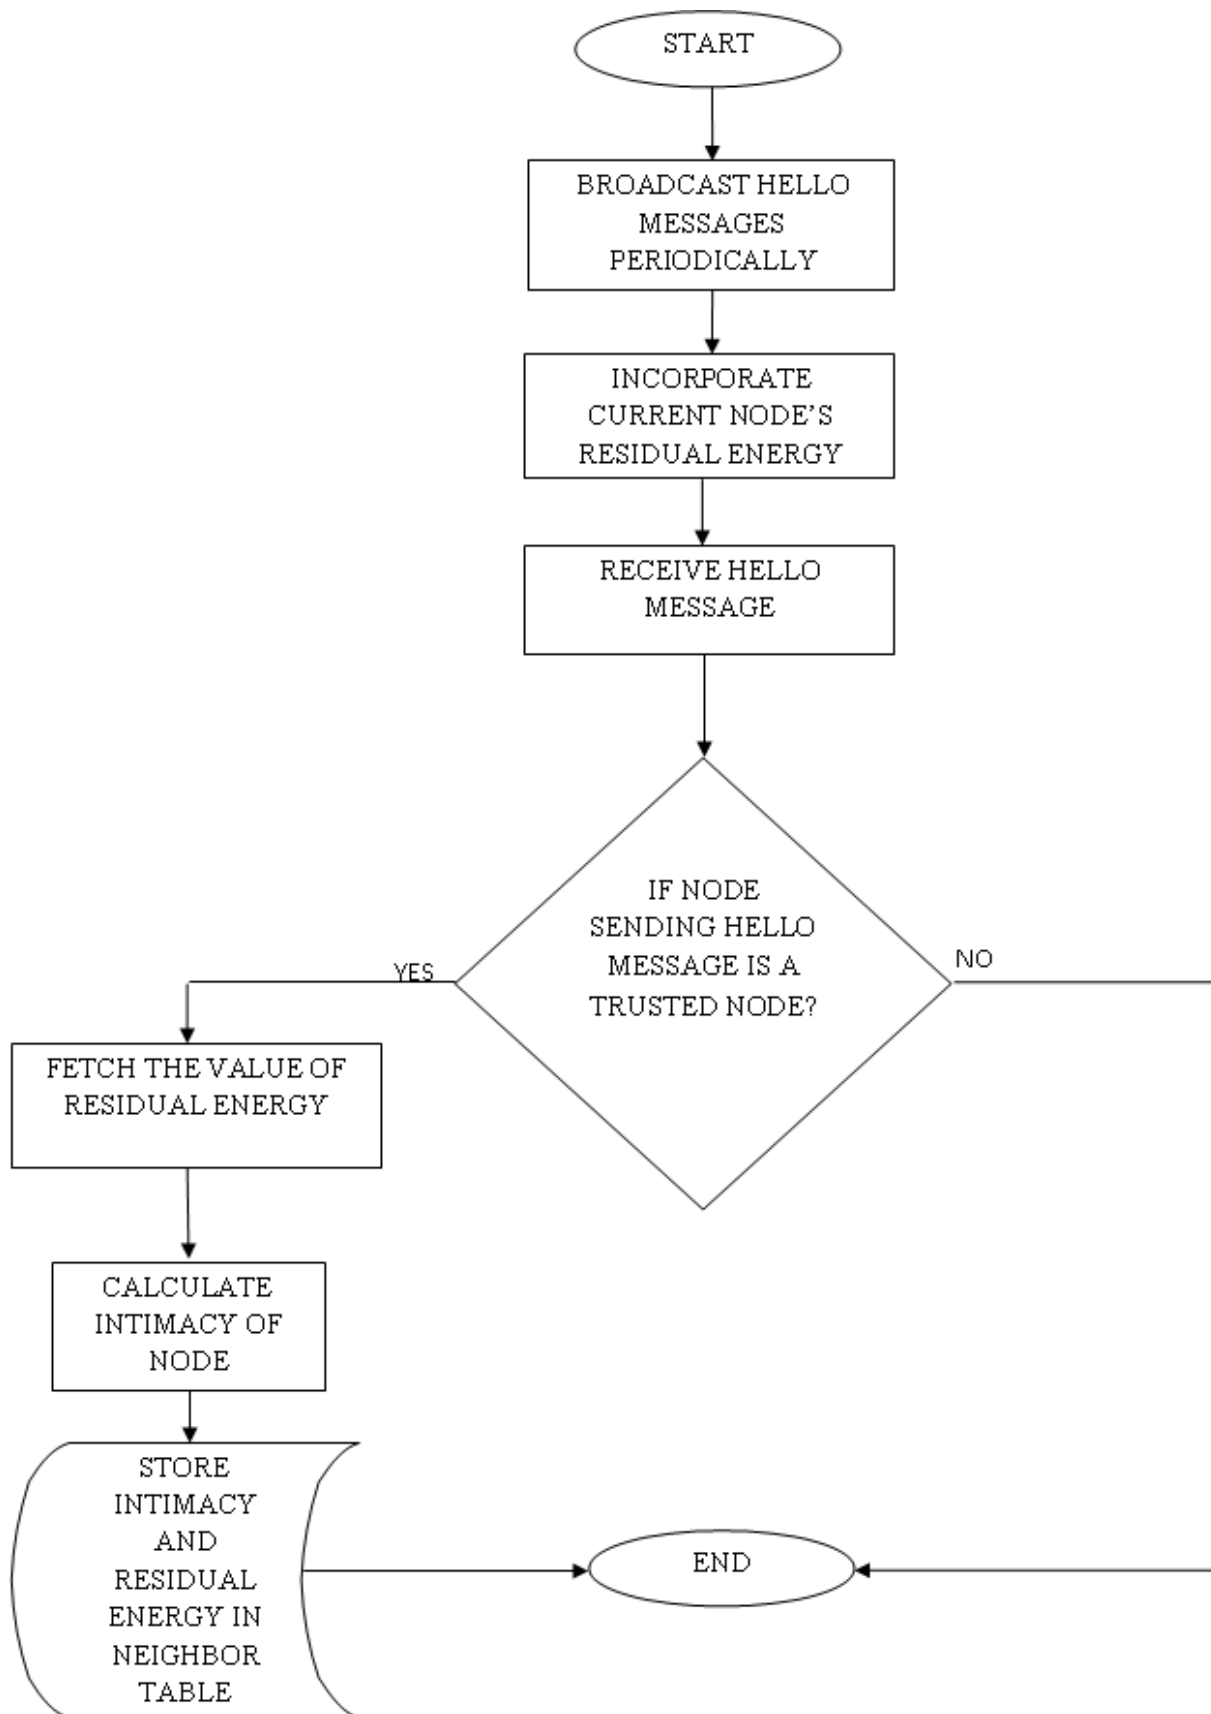 START
BROADCAST HELLO
MESSAGES
PERIODICALLY
INCORPORATE
CURRENT NODE’S
RESIDUAL ENERGY
RECEIVE HELLO
MESSAGE
IF NODE
SENDING HELLO
MESSAGE IS A
TRUSTED NODE?
YES
NO
FETCH THE VALUE OF
RESIDUAL ENERGY
CALCULATE
INTIMACY OF
NODE
STORE
INTIMACY
AND
RESIDUAL
ENERGY IN
NEIGHBOR
TABLE
END